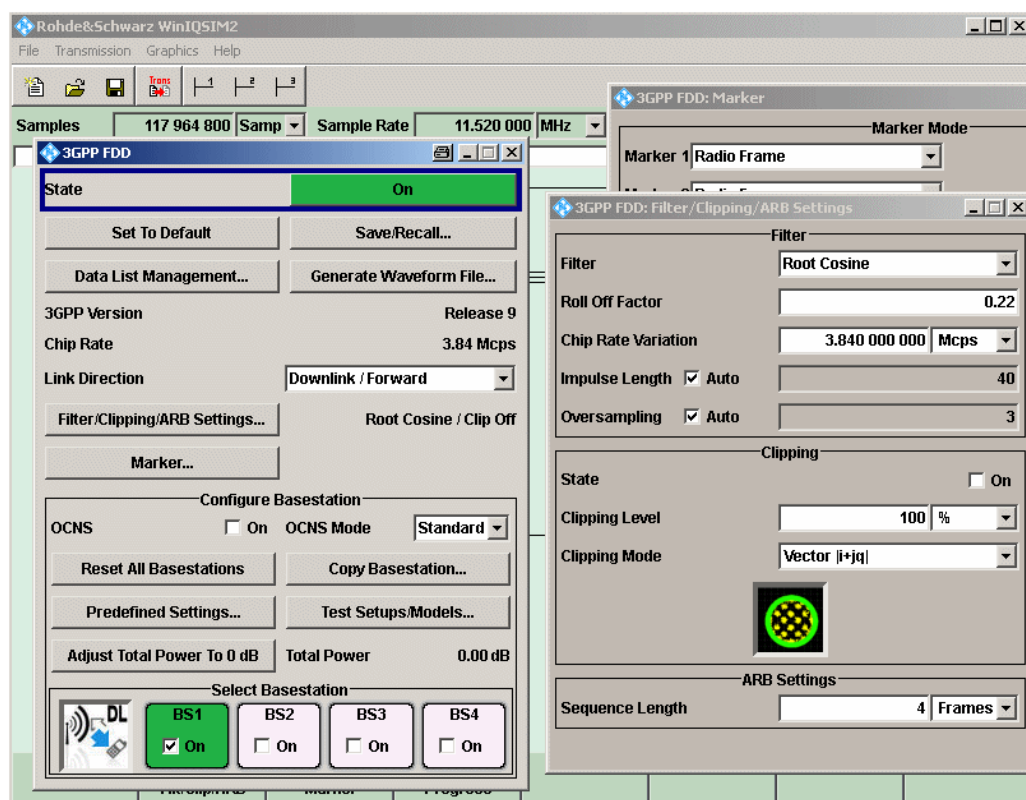 Rohde&Schwarz WinIQSIM2
File Transmission Graphics Help
Trans 1 2 3
Samples 117 964 800 Samp Sample Rate 11.520 000 MHz
3GPP FDD
State On
Set To Default Save/Recall...
Data List Management... Generate Waveform File...
3GPP Version Release 9
Chip Rate 3.84 Mcps
Link Direction Downlink / Forward
Filter/Clipping/ARB Settings... Root Cosine / Clip Off
Marker...
Configure Basestation
OCNS On OCNS Mode Standard
Reset All Basestations Copy Basestation...
Predefined Settings... Test Setups/Models...
Adjust Total Power To 0 dB Total Power 0.00 dB
Select Basestation
DL BS1 BS2 BS3 BS4
On On On On
3GPP FDD: Marker
Marker Mode
Marker 1 Radio Frame
3GPP FDD: Filter/Clipping/ARB Settings
Filter
Filter Root Cosine
Roll Off Factor 0.22
Chip Rate Variation 3.840 000 000 Mcps
Impulse Length Auto 40
Oversampling Auto 3
Clipping
State On
Clipping Level 100 %
Clipping Mode Vector |i+jq|
ARB Settings
Sequence Length 4 Frames